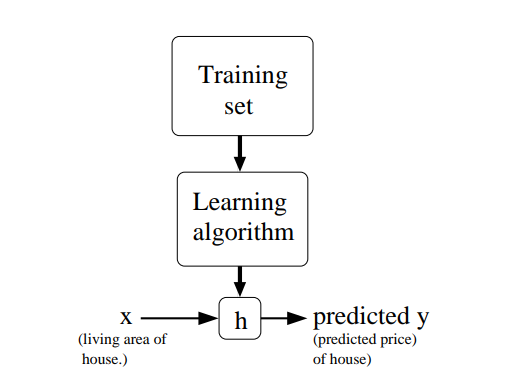 Training
set
Learning
algorithm
x
h
predicted y
(living area of
house.)
(predicted price)
of house)